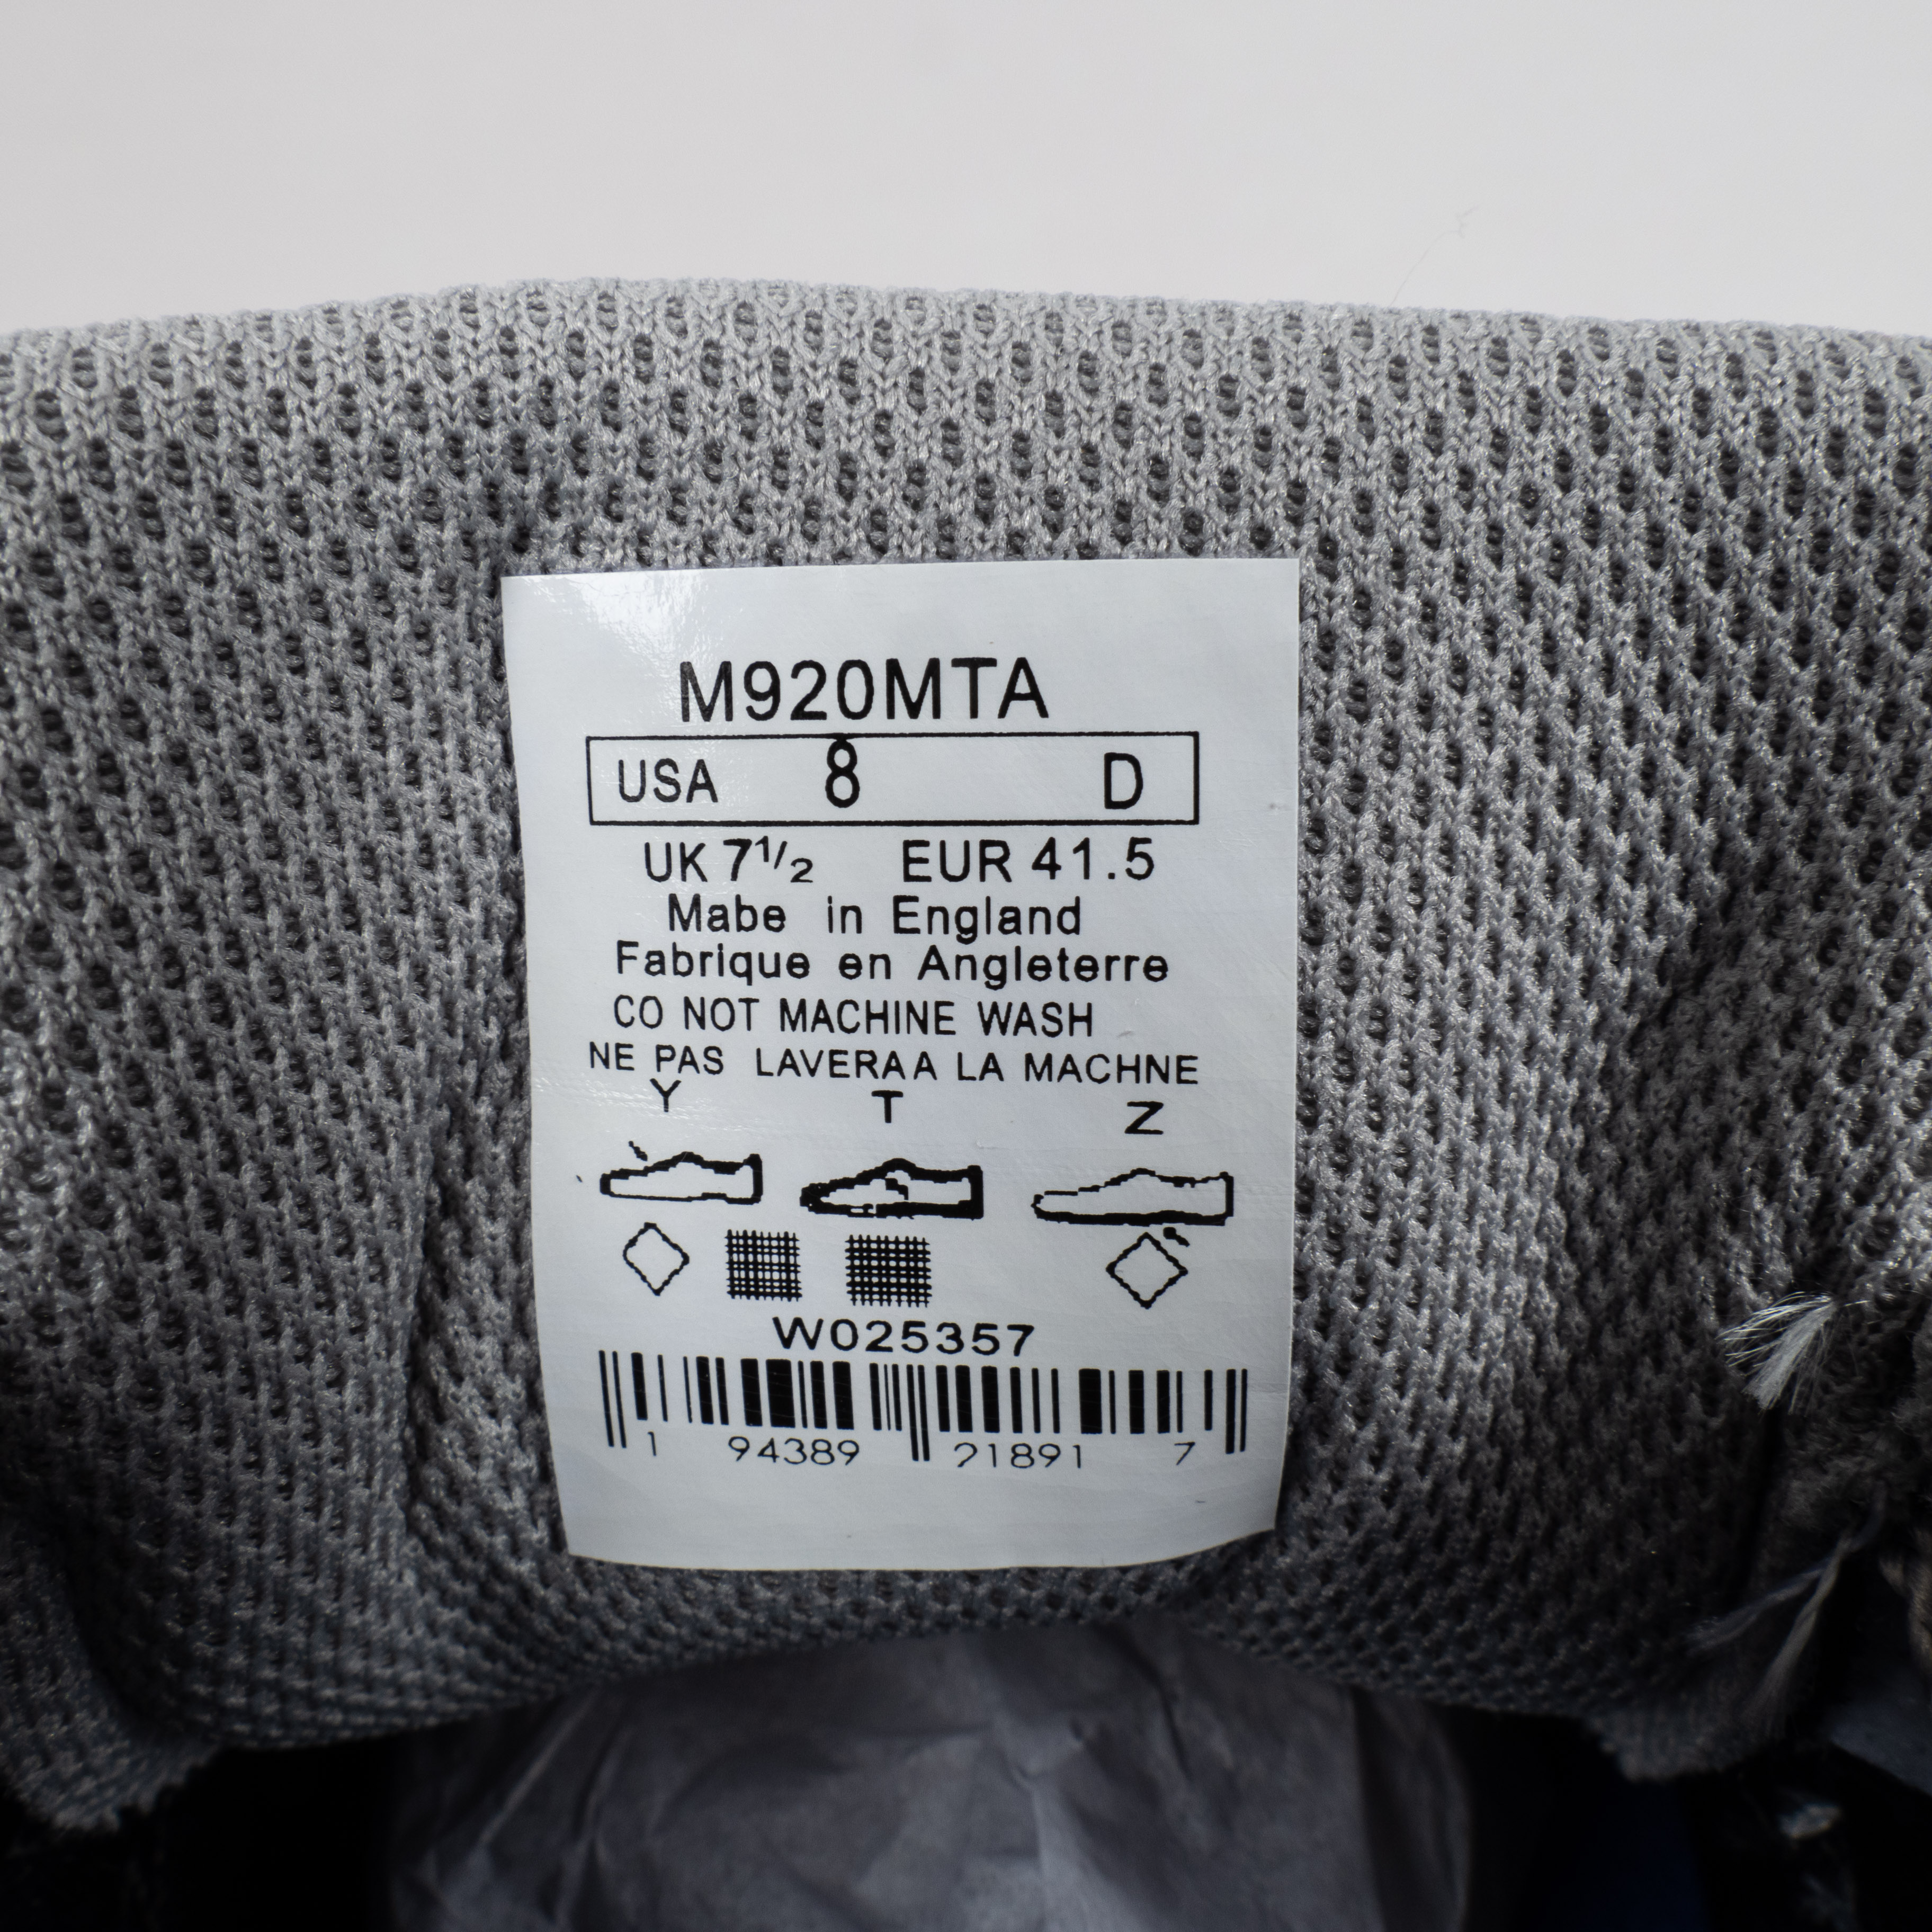 M920MTA
USA 8 D
UK 7½ EUR 41.5
Mabe in England
Fabrique en Angleterre
CO NOT MACHINE WASH
NE PAS LAVERAA LA MACHNE
Y T Z
W025357
1 94389 21891 7